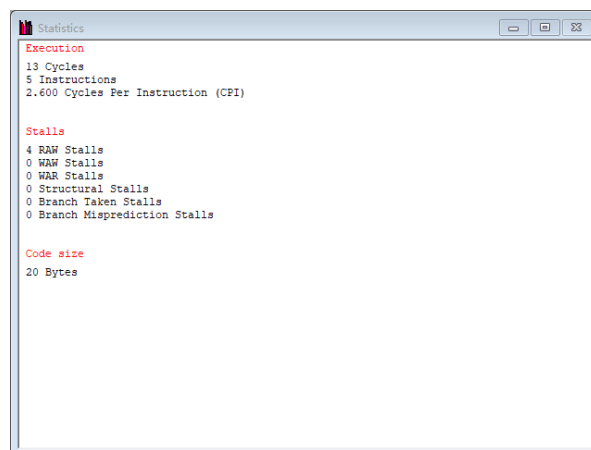 Statistics
Execution
13 Cycles
5 Instructions
2.600 Cycles Per Instruction (CPI)
Stalls
4 RAW Stalls
0 WAW Stalls
0 WAR Stalls
0 Structural Stalls
0 Branch Taken Stalls
0 Branch Misprediction Stalls
Code size
20 Bytes